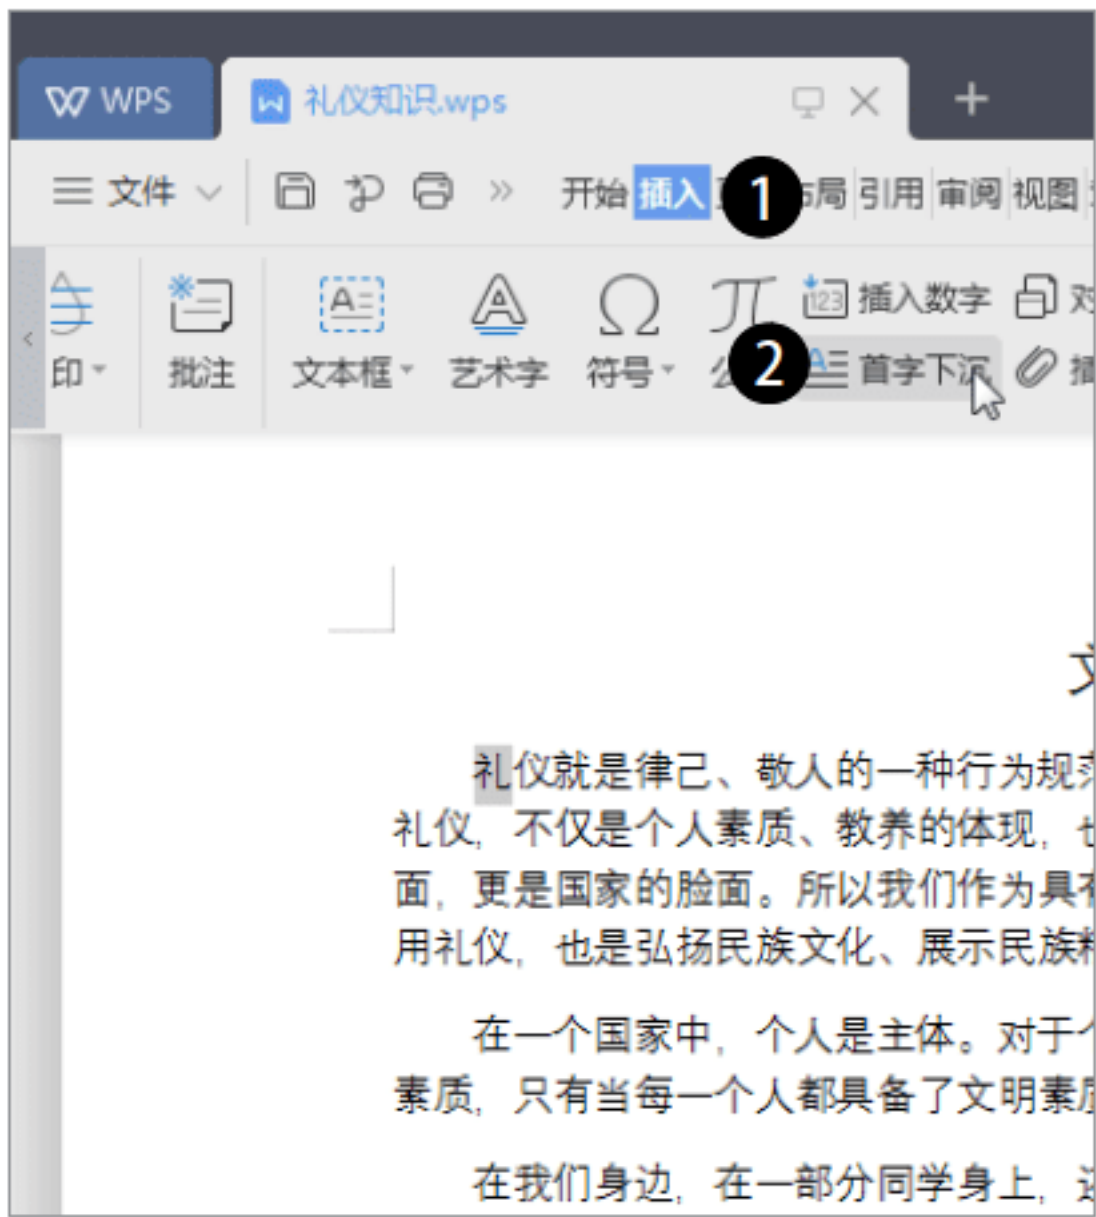 WPS 礼仪知识.wps
文件 开始 插入 1 布局 引用 审阅 视图
123 插入数字
印 批注 文本框 艺术字 符号 2 首字下沉
礼仪就是律己、敬人的一种行为规
礼仪，不仅是个人素质、教养的体现，
面，更是国家的脸面。所以我们作为具
用礼仪，也是弘扬民族文化、展示民族
在一个国家中，个人是主体。对于
素质，只有当每一个人都具备了文明素
在我们身边，在一部分同学身上，